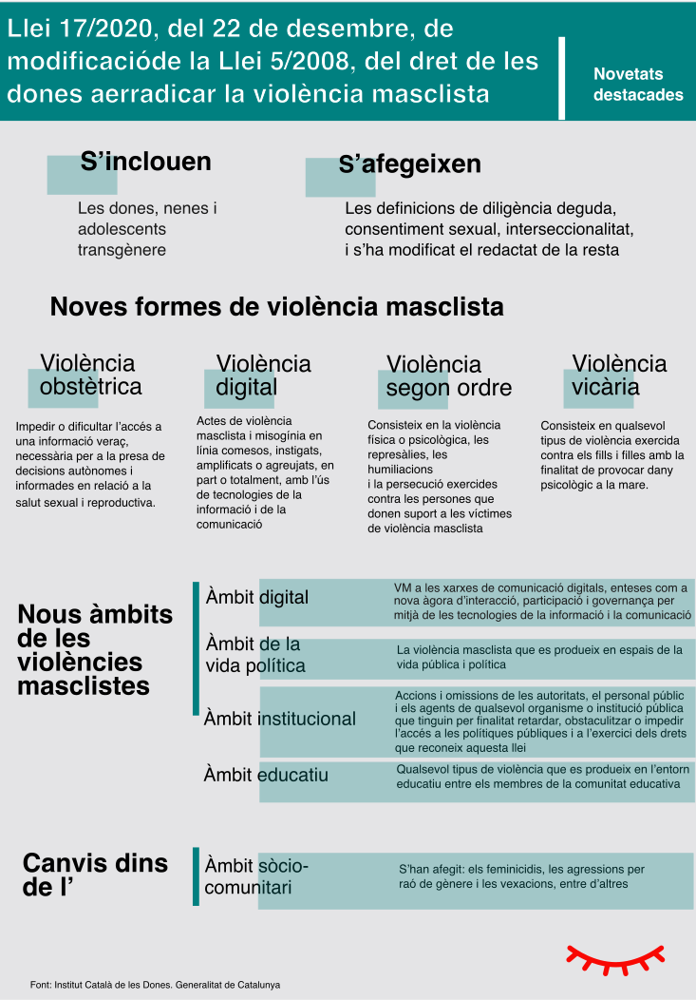 Llei 17/2020, del 22 de desembre, de
modificacióde la Llei 5/2008, del dret de les
dones aerradicar la violència masclista
Novetats
destacades
S’inclouen
Les dones, nenes i
adolescents
transgènere
S’afegeixen
Les definicions de diligència deguda,
consentiment sexual, interseccionalitat,
i s’ha modificat el redactat de la resta
Noves formes de violència masclista
Violència
obstètrica
Impedir o dificultar l’accés a
una informació veraç,
necessària per a la presa de
decisions autònomes i
informades en relació a la
salut sexual i reproductiva.
Violència
digital
Actes de violència
masclista i misogínia en
línia comesos, instigats,
amplificats o agreujats, en
part o totalment, amb l’ús
de tecnologies de la
informació i de la
comunicació
Violència
segon ordre
Consisteix en la violència
física o psicològica, les
represàlies, les
humiliacions
i la persecució exercides
contra les persones que
donen suport a les víctimes
de violència masclista
Violència
vicària
Consisteix en qualsevol
tipus de violència exercida
contra els fills i filles amb la
finalitat de provocar dany
psicològic a la mare.
Nous àmbits
de les
violències
masclistes
Àmbit digital
VM a les xarxes de comunicació digitals, enteses com a
nova àgora d’interacció, participació i governança per
mitjà de les tecnologies de la informació i la comunicació
Àmbit de la
vida política
La violència masclista que es produeix en espais de la
vida pública i política
Àmbit institucional
Accions i omissions de les autoritats, el personal públic
i els agents de qualsevol organisme o institució pública
que tinguin per finalitat retardar, obstaculitzar o impedir
l’accés a les polítiques públiques i a l’exercici dels drets
que reconeix aquesta llei
Àmbit educatiu
Qualsevol tipus de violència que es produeix en l’entorn
educatiu entre els membres de la comunitat educativa
Canvis dins
de l’
Àmbit sòcio-
comunitari
S’han afegit: els feminicidis, les agressions per
raó de gènere i les vexacions, entre d’altres
Font: Institut Català de les Dones. Generalitat de Catalunya